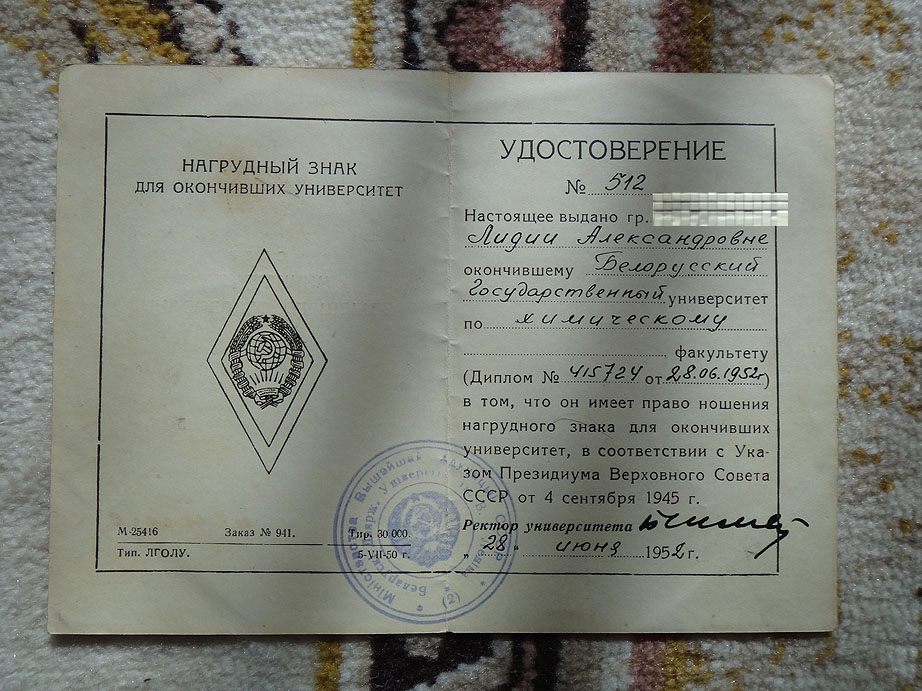 НАГРУДНЫЙ ЗНАК
ДЛЯ ОКОНЧИВШИХ УНИВЕРСИТЕТ
М-25416 Заказ № 941. Тир. 30 000.
Тип. ЛГОЛУ. 5-VII-50 г.
УДОСТОВЕРЕНИЕ
№ 512
Настоящее выдано гр.
Лидии Александровне
окончившему Белорусский
Государственный университет
по химическому
факультету
(Диплом № 415724 от 28.06.1952г)
в том, что он имеет право ношения
нагрудного знака для окончивших
университет, в соответствии с Ука-
зом Президиума Верховного Совета
СССР от 4 сентября 1945 г.
Ректор университета
„ 28 " июня 1952 г.
Міністэрства Вышэйшай
(2)